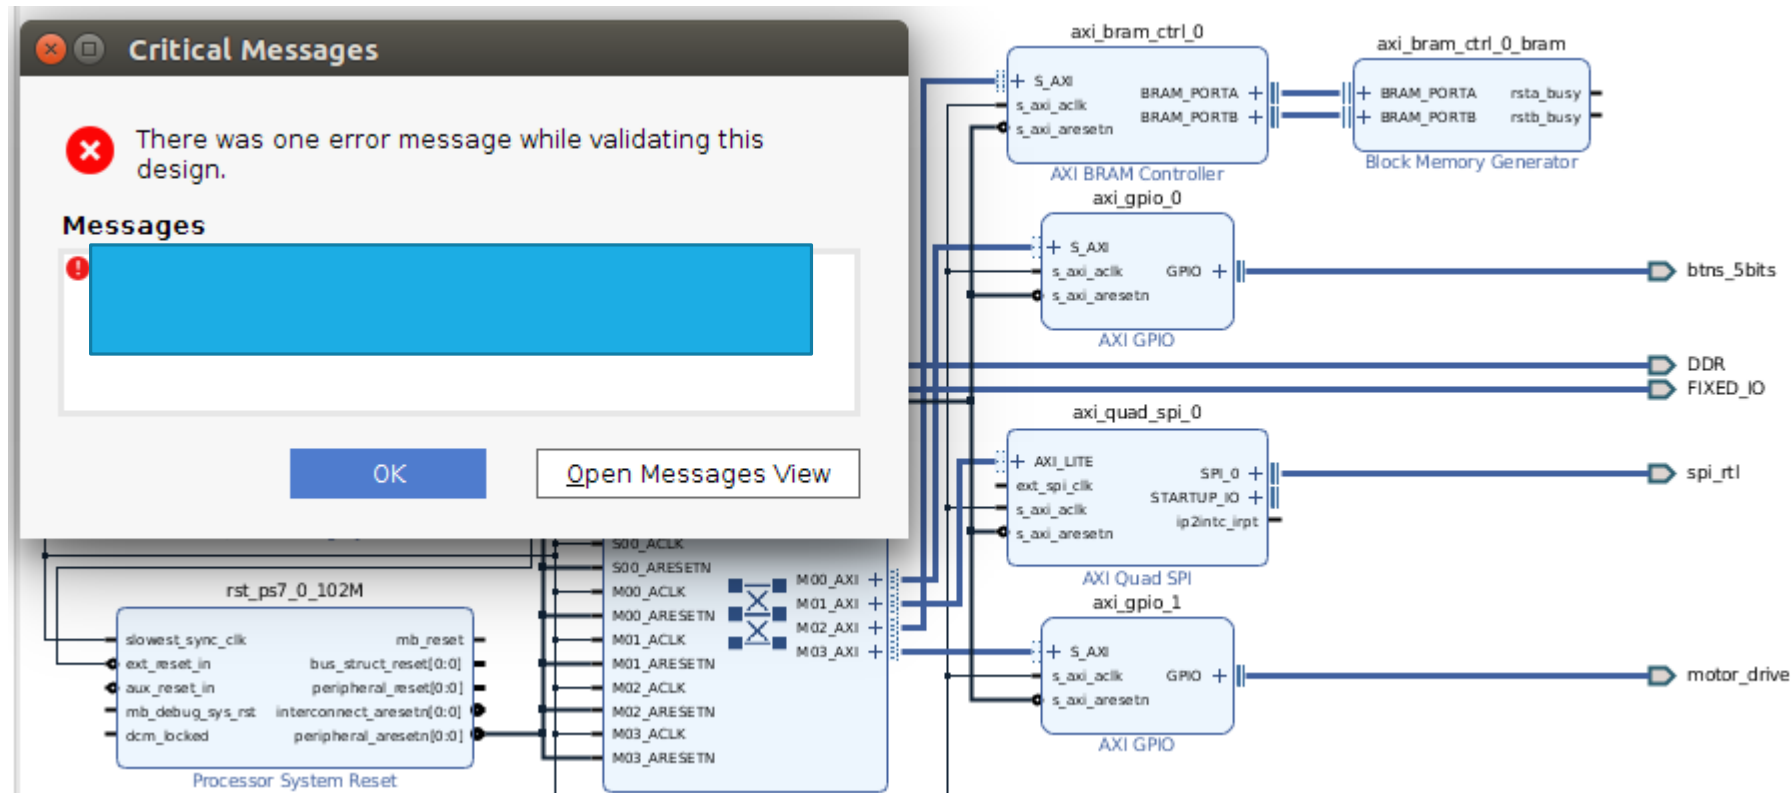 Critical Messages
There was one error message while validating this
design.
Messages
OK
Open Messages View
axi_bram_ctrl_0
S_AXI
s_axi_aclk
s_axi_aresetn
BRAM_PORTA
BRAM_PORTB
AXI BRAM Controller
axi_bram_ctrl_0_bram
BRAM_PORTA
BRAM_PORTB
rsta_busy
rstb_busy
Block Memory Generator
axi_gpio_0
S_AXI
s_axi_aclk
s_axi_aresetn
GPIO
AXI GPIO
btns_5bits
DDR
FIXED_IO
axi_quad_spi_0
AXI_LITE
ext_spi_clk
s_axi_aclk
s_axi_aresetn
SPI_0
STARTUP_IO
ip2intc_irpt
AXI Quad SPI
spi_rtl
axi_gpio_1
S_AXI
s_axi_aclk
s_axi_aresetn
GPIO
AXI GPIO
motor_drive
rst_ps7_0_102M
slowest_sync_clk
ext_reset_in
aux_reset_in
mb_debug_sys_rst
dcm_locked
mb_reset
bus_struct_reset[0:0]
peripheral_reset[0:0]
interconnect_aresetn[0:0]
peripheral_aresetn[0:0]
Processor System Reset
S00_ACLK
S00_ARESETN
M00_ACLK
M00_ARESETN
M01_ACLK
M01_ARESETN
M02_ACLK
M02_ARESETN
M03_ACLK
M03_ARESETN
M00_AXI
M01_AXI
M02_AXI
M03_AXI